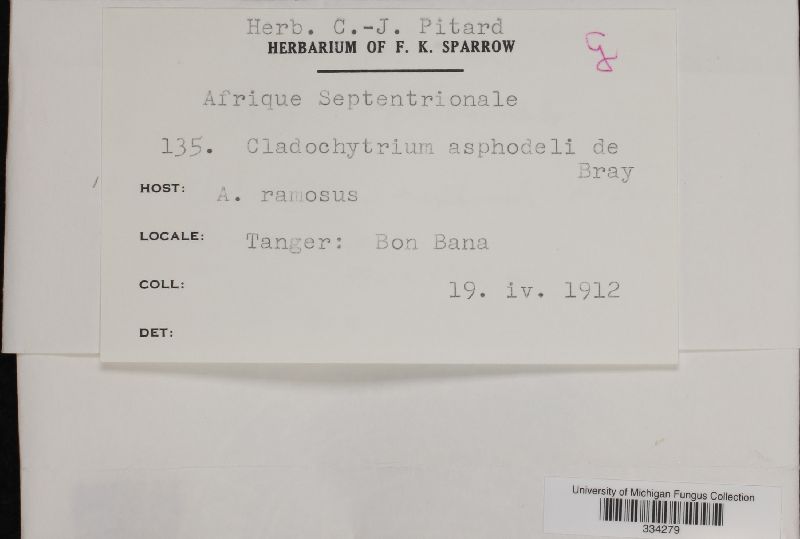 Herb. C.-J. Pitard
HERBARIUM OF F. K. SPARROW
Afrique Septentrionale
135. Cladochytrium asphodeli de
Bray
HOST: A. ramosus
LOCALE: Tanger: Bon Bana
COLL: 19. iv. 1912
DET:
University of Michigan Fungus Collection
334279